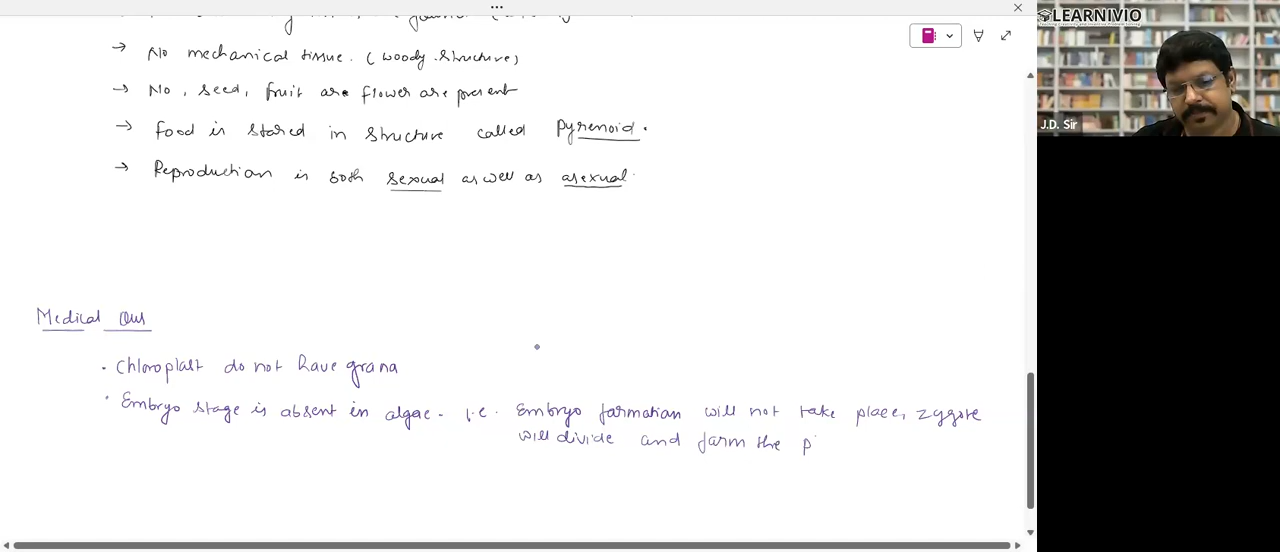 → No mechanical tissue. (woody structure)
→ No, seed, fruit are flower are present
→ Food is stored in structure called Pyrenoid.
→ Reproduction is both sexual as well as asexual.
Medical Ous
• Chloroplast do not have grana
• Embryo stage is absent in algae - i.e. Embryo formation will not take place, zygote
will divide and form the p
LEARNIVIO
J.D. Sir